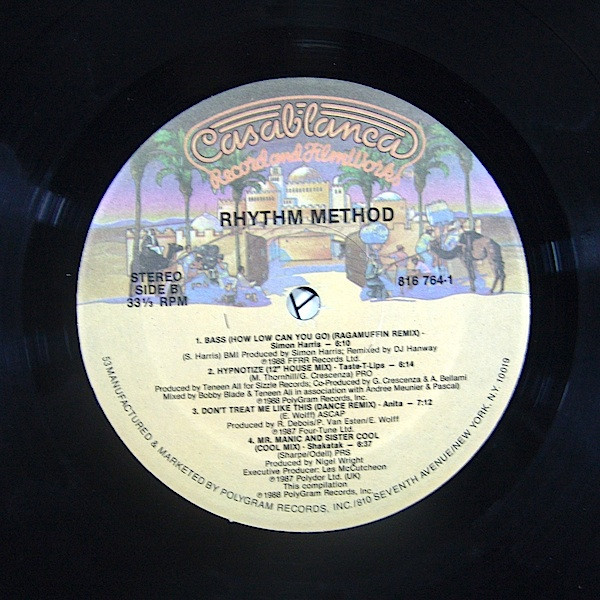 Casablanca
Record and FilmWorks
RHYTHM METHOD
STEREO
SIDE B
33⅓ RPM
816 764-1
1. BASS (HOW LOW CAN YOU GO) (RAGAMUFFIN REMIX) -
Simon Harris — 6:10
(S. Harris) BMI Produced by Simon Harris; Remixed by DJ Hanway
℗1988 FFRR Records Ltd.
2. HYPNOTIZE (12" HOUSE MIX) - Taste-T-Lips — 6:14
(M. Thornhill/G. Crescenza) PRO
Produced by Teneen Ali for Sizzle Records, Co-Produced by G. Crescenza & A. Bellami
Mixed by Bobby Blade & Teneen Ali in association with Andree Meunier & Pascal)
℗1988 PolyGram Records, Inc.
3. DON'T TREAT ME LIKE THIS (DANCE REMIX) - Anita — 7:12
(E. Wolff) ASCAP
Produced by R. Debois/P. Van Esten/E. Wolff
℗1987 Four-Tune Ltd.
4. MR. MANIC AND SISTER COOL
(COOL MIX) - Shakatak — 6:37
(Sharpe/Odell) PRS
Produced by Nigel Wright
Executive Producer: Les McCutcheon
℗1987 Polydor Ltd. (UK)
This compilation
℗1988 PolyGram Records, Inc.
53 MANUFACTURED & MARKETED BY POLYGRAM RECORDS, INC./810 SEVENTH AVENUE/NEW YORK, N.Y. 10019